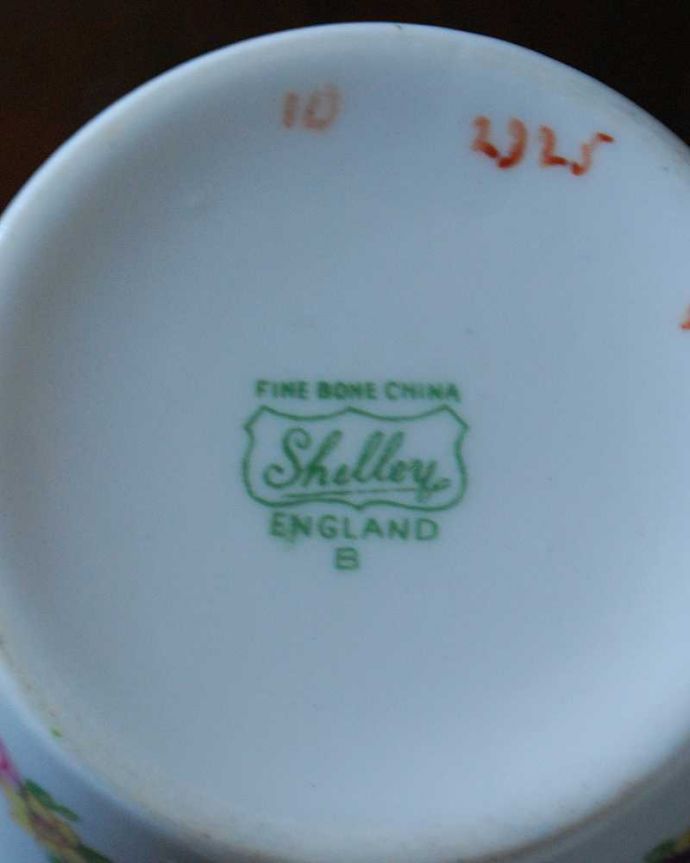 10
2325
FINE BONE CHINA
Shelley
ENGLAND
B